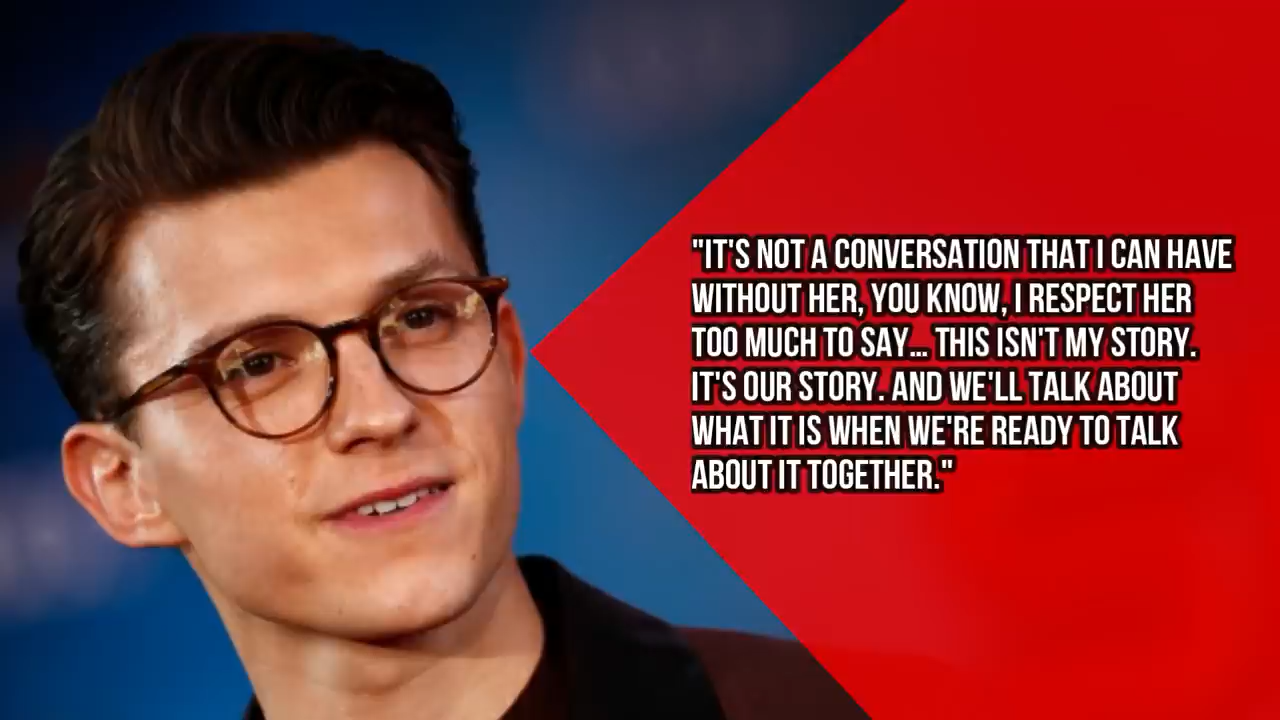 "IT'S NOT A CONVERSATION THAT I CAN HAVE
WITHOUT HER, YOU KNOW, I RESPECT HER
TOO MUCH TO SAY... THIS ISN'T MY STORY.
IT'S OUR STORY. AND WE'LL TALK ABOUT
WHAT IT IS WHEN WE'RE READY TO TALK
ABOUT IT TOGETHER."